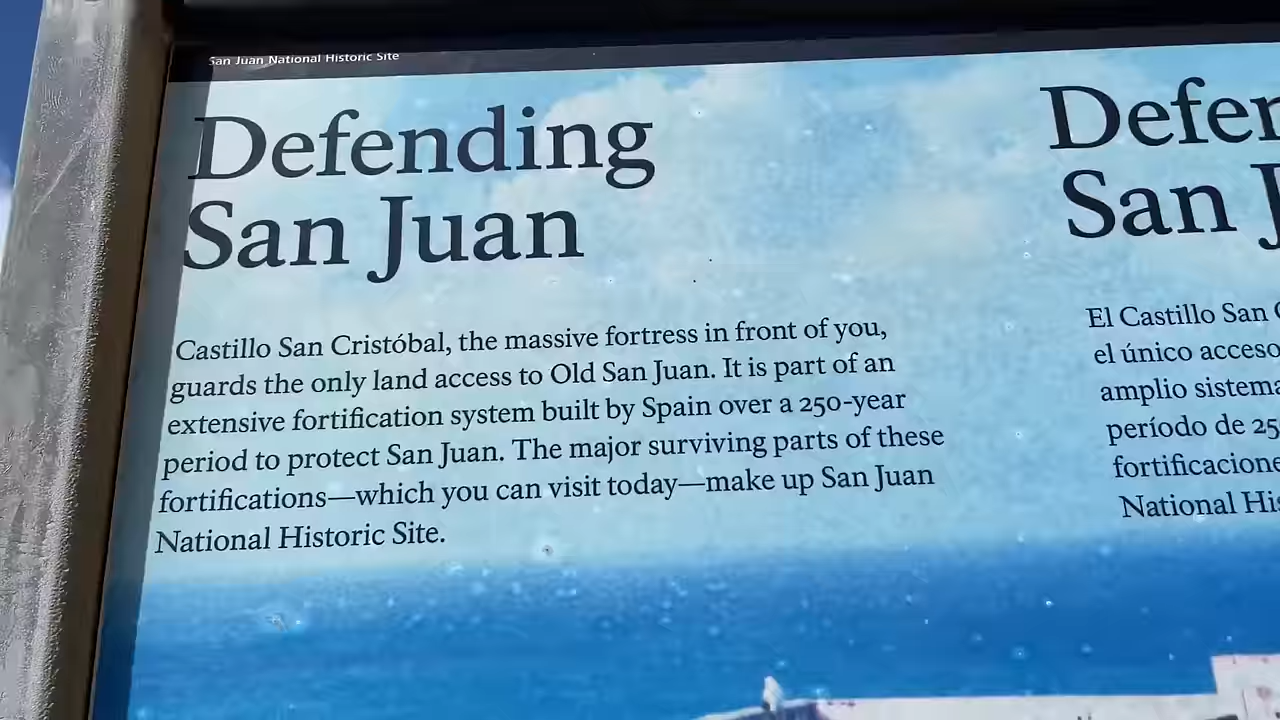 San Juan National Historic Site
Defending
San Juan
Castillo San Cristóbal, the massive fortress in front of you,
guards the only land access to Old San Juan. It is part of an
extensive fortification system built by Spain over a 250-year
period to protect San Juan. The major surviving parts of these
fortifications—which you can visit today—make up San Juan
National Historic Site.
Defen
San J
El Castillo San C
el único acceso
amplio sistema
período de 25
fortificacione
National His